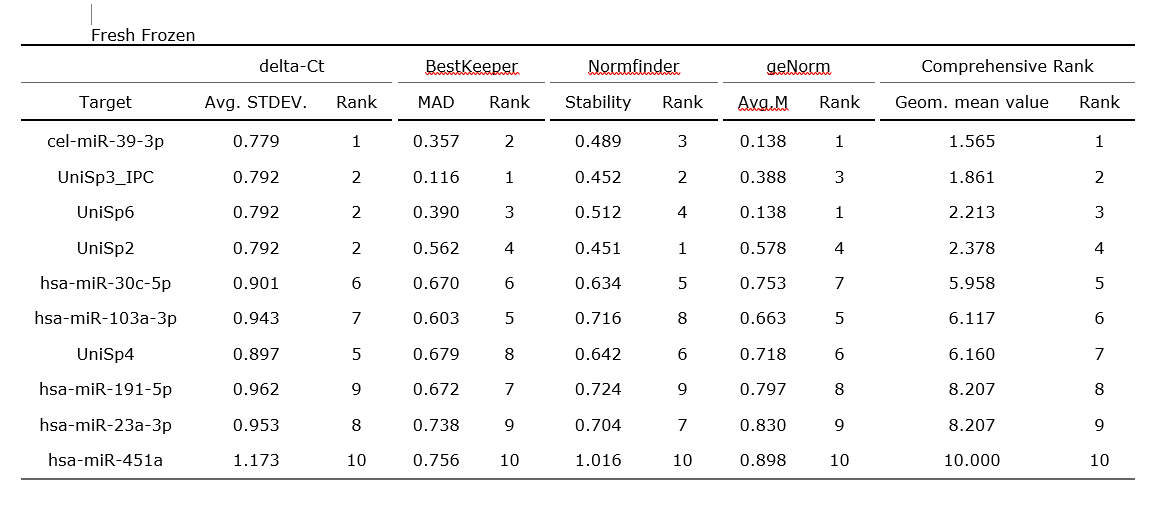 Fresh Frozen
delta-Ct BestKeeper Normfinder geNorm Comprehensive Rank
Target Avg. STDEV. Rank MAD Rank Stability Rank Avg.M Rank Geom. mean value Rank
cel-miR-39-3p 0.779 1 0.357 2 0.489 3 0.138 1 1.565 1
UniSp3_IPC 0.792 2 0.116 1 0.452 2 0.388 3 1.861 2
UniSp6 0.792 2 0.390 3 0.512 4 0.138 1 2.213 3
UniSp2 0.792 2 0.562 4 0.451 1 0.578 4 2.378 4
hsa-miR-30c-5p 0.901 6 0.670 6 0.634 5 0.753 7 5.958 5
hsa-miR-103a-3p 0.943 7 0.603 5 0.716 8 0.663 5 6.117 6
UniSp4 0.897 5 0.679 8 0.642 6 0.718 6 6.160 7
hsa-miR-191-5p 0.962 9 0.672 7 0.724 9 0.797 8 8.207 8
hsa-miR-23a-3p 0.953 8 0.738 9 0.704 7 0.830 9 8.207 9
hsa-miR-451a 1.173 10 0.756 10 1.016 10 0.898 10 10.000 10